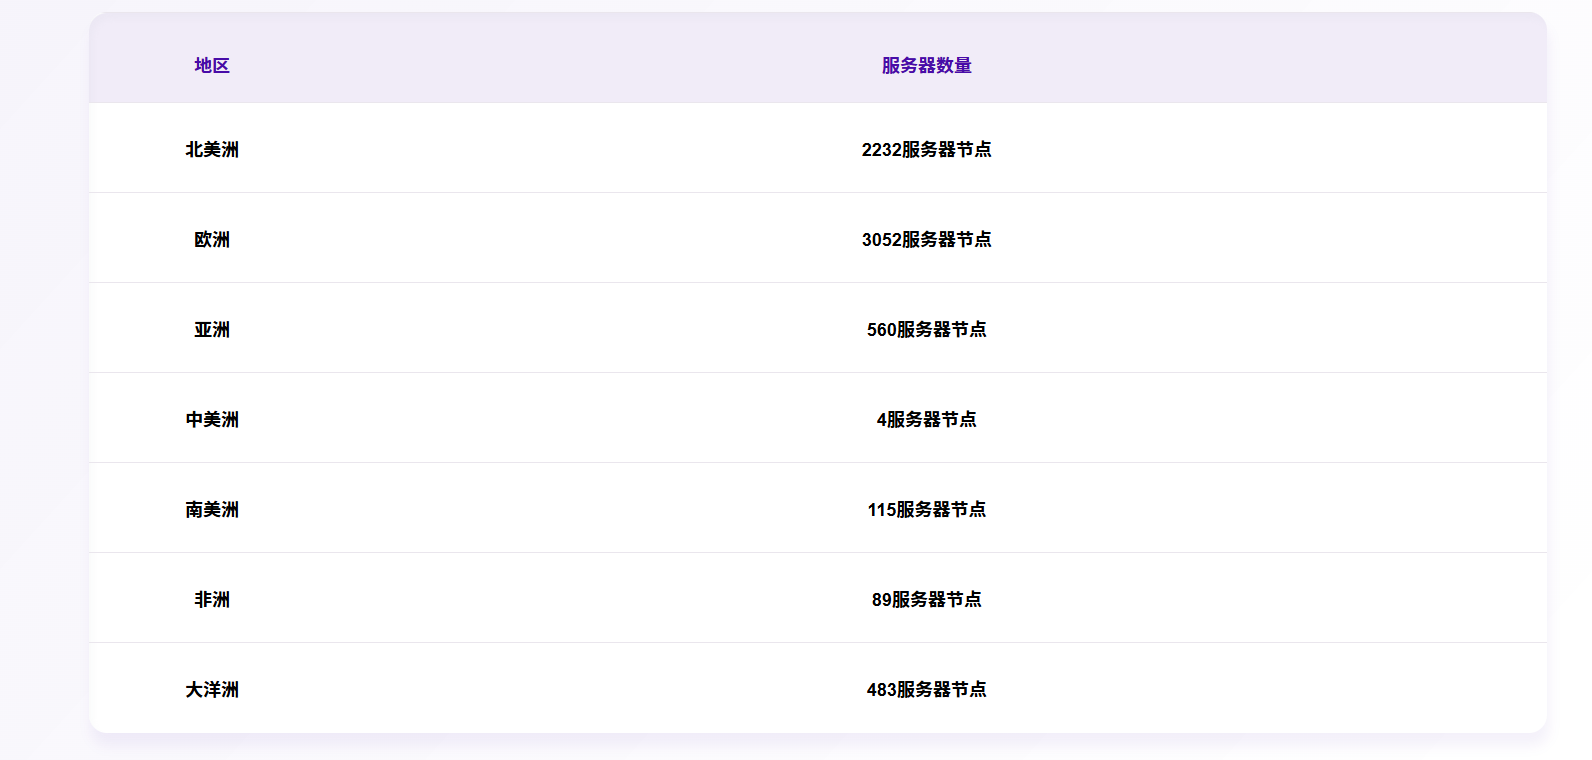 地区 服务器数量
北美洲 2232服务器节点
欧洲 3052服务器节点
亚洲 560服务器节点
中美洲 4服务器节点
南美洲 115服务器节点
非洲 89服务器节点
大洋洲 483服务器节点